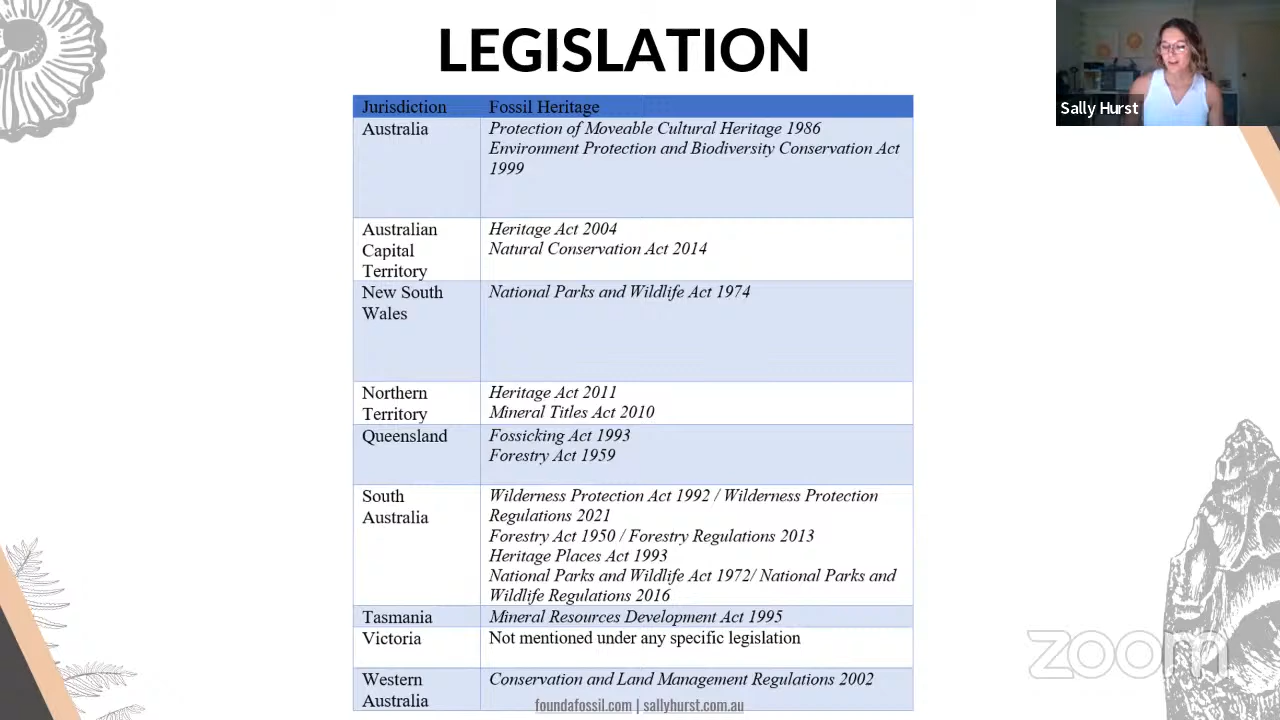 LEGISLATION
Sally Hurst
Jurisdiction Fossil Heritage
Australia Protection of Moveable Cultural Heritage 1986
Environment Protection and Biodiversity Conservation Act
1999
Australian Heritage Act 2004
Capital Natural Conservation Act 2014
Territory
New South National Parks and Wildlife Act 1974
Wales
Northern Heritage Act 2011
Territory Mineral Titles Act 2010
Queensland Fossicking Act 1993
Forestry Act 1959
South Wilderness Protection Act 1992 / Wilderness Protection
Australia Regulations 2021
Forestry Act 1950 / Forestry Regulations 2013
Heritage Places Act 1993
National Parks and Wildlife Act 1972/ National Parks and
Wildlife Regulations 2016
Tasmania Mineral Resources Development Act 1995
Victoria Not mentioned under any specific legislation
Western Conservation and Land Management Regulations 2002
Australia
foundafossil.com | sallyhurst.com.au
zoom